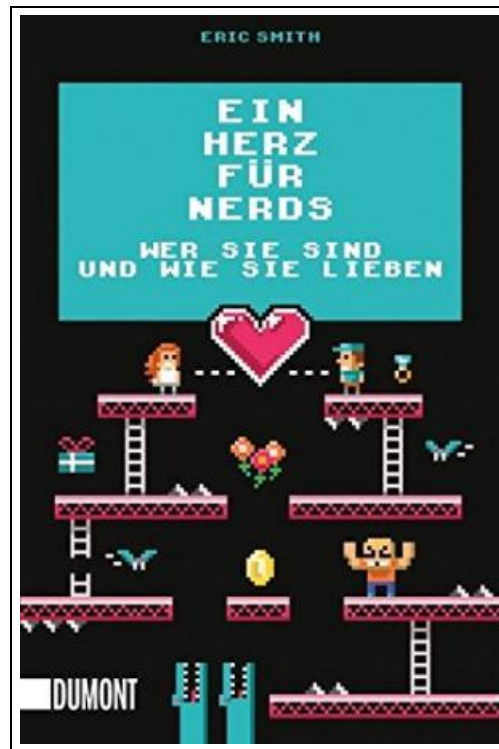 ERIC SMITH
EIN
HERZ
FÜR
NERDS
WER SIE SIND
UND WIE SIE LIEBEN
DUMONT